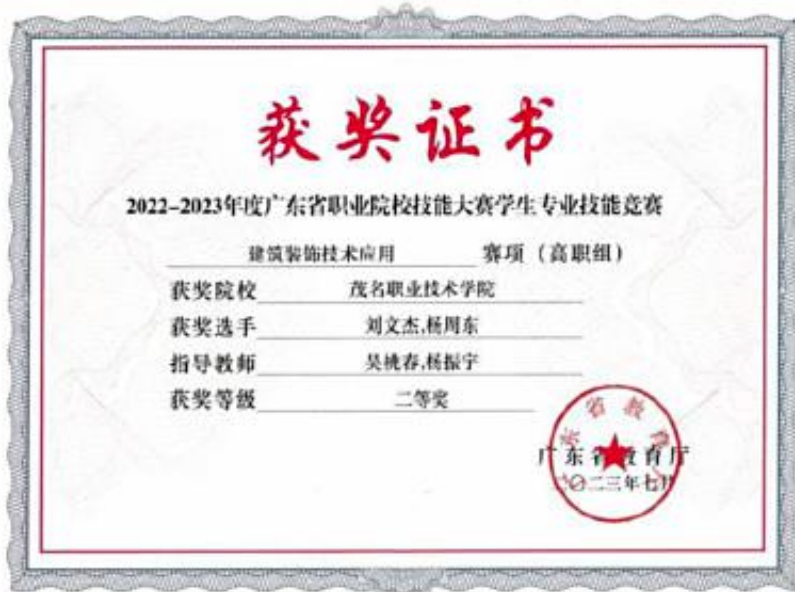 获奖证书
2022-2023年度广东省职业院校技能大赛学生专业技能竞赛
建筑装饰技术应用 赛项（高职组）
获奖院校 茂名职业技术学院
获奖选手 刘文杰,杨周东
指导教师 吴桃春,杨振宇
获奖等级 二等奖
广东省教育厅
二〇二三年七月